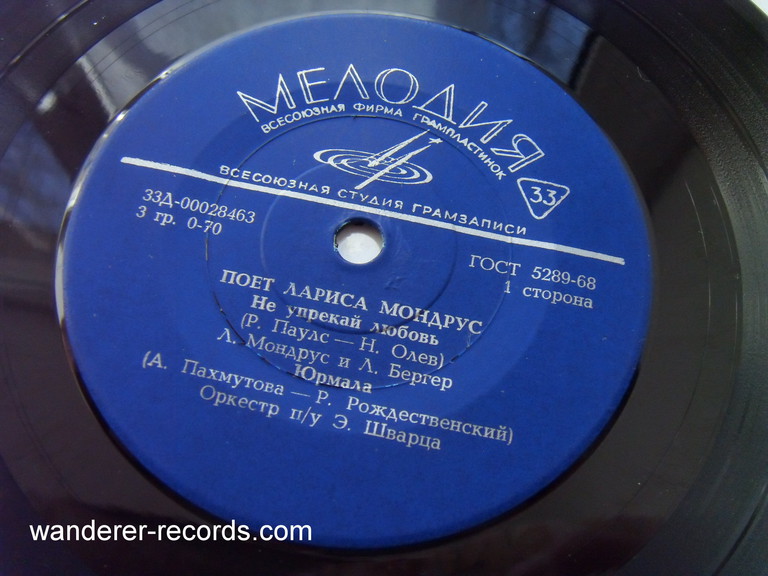 МЕЛОДИЯ
ВСЕСОЮЗНАЯ ФИРМА ГРАМПЛАСТИНОК
33
ВСЕСОЮЗНАЯ СТУДИЯ ГРАМЗАПИСИ
33Д-00028463
3 гр. 0-70
ГОСТ 5289-68
1 сторона
ПОЕТ ЛАРИСА МОНДРУС
Не упрекай любовь
(Р. Паулс — Н. Олев)
Л. Мондрус и Л. Бергер
Юрмала
(А. Пахмутова — Р. Рождественский)
Оркестр п/у Э. Шварца
wanderer-records.com